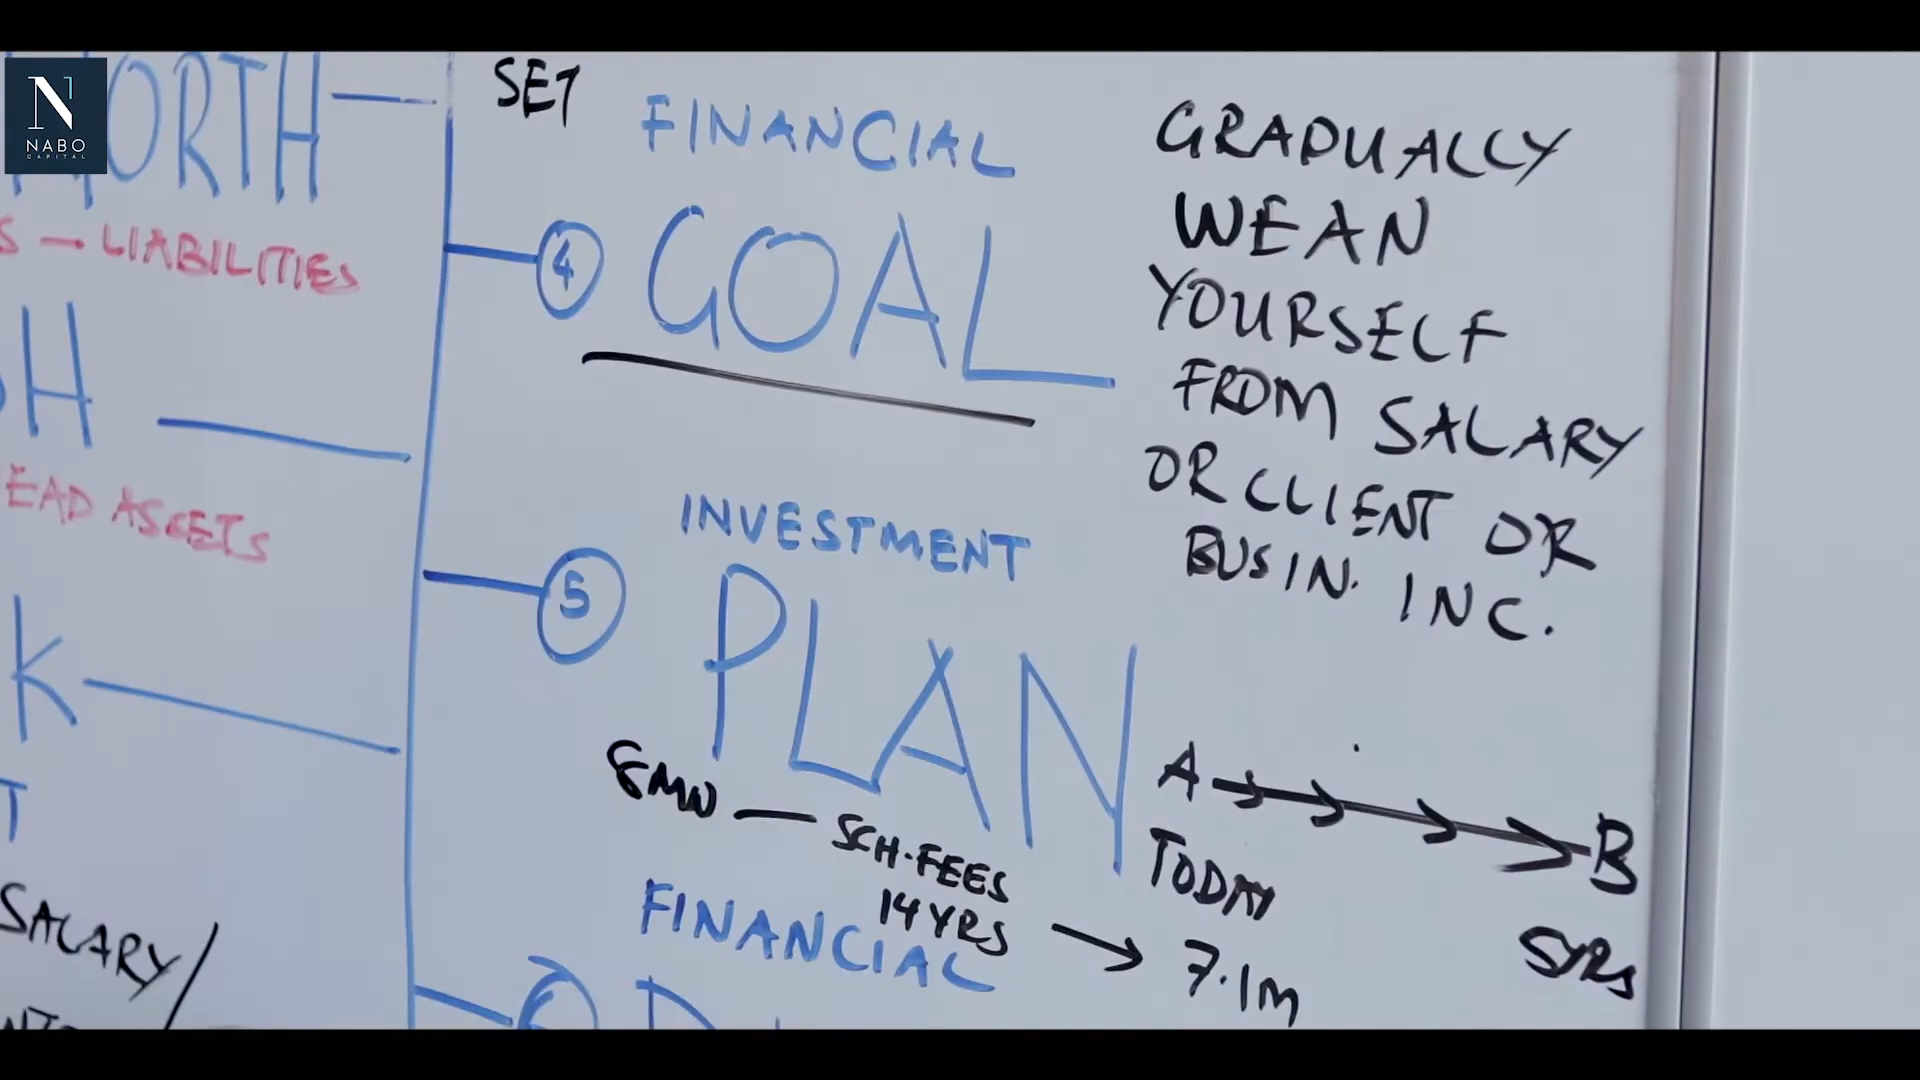 NABO
CAPITAL
ORTH
S – LIABILITIES
H
EAD ASSETS
K
T
SALARY/
SET
FINANCIAL
4 GOAL
INVESTMENT
5 PLAN
SCH. FEES
14 YRS → 7.1M
FINANCIAL
GRADUALLY
WEAN
YOURSELF
FROM SALARY
OR CLIENT OR
BUSIN. INC.
A B
TODAY 5YRS